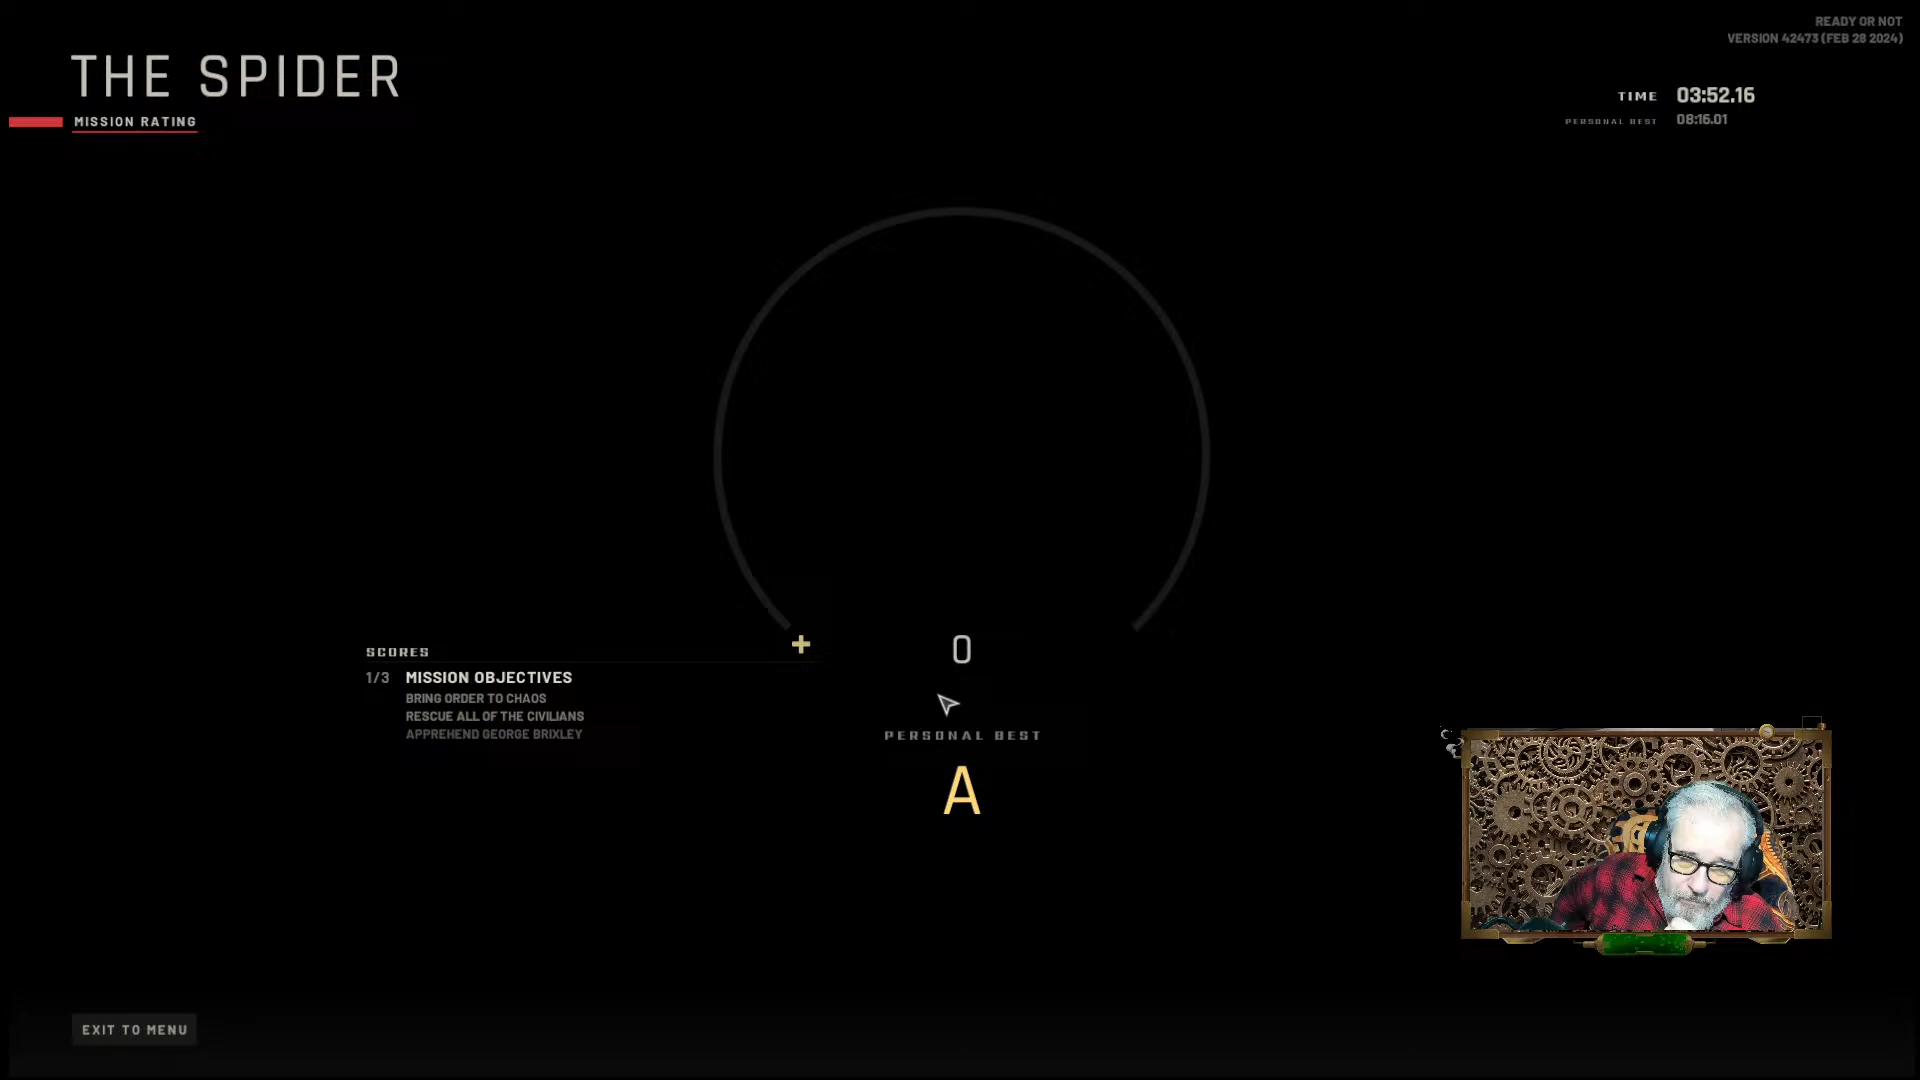 READY OR NOT
VERSION 42473 (FEB 28 2024)
THE SPIDER
MISSION RATING
TIME 03:52.16
PERSONAL BEST 08:16.01
0
SCORES
1/3 MISSION OBJECTIVES
BRING ORDER TO CHAOS
RESCUE ALL OF THE CIVILIANS
APPREHEND GEORGE BRIXLEY
PERSONAL BEST
A
EXIT TO MENU